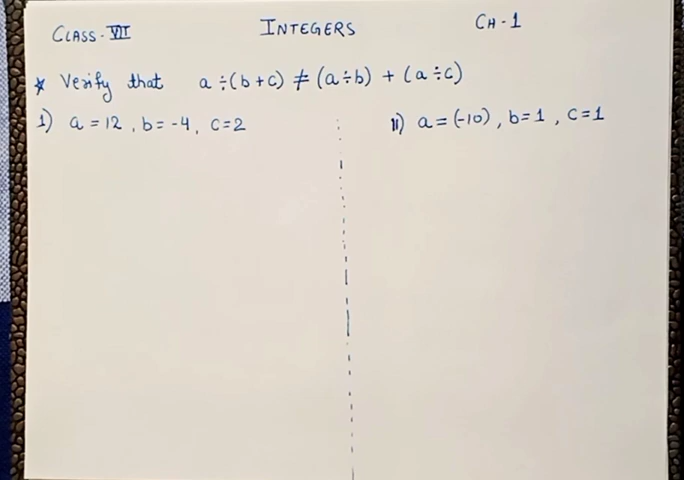 CLASS - VII INTEGERS CH - 1
* Verify that a ÷ (b + c) ≠ (a ÷ b) + (a ÷ c)
I) a = 12 , b = -4 , c = 2
II) a = (-10) , b = 1 , c = 1